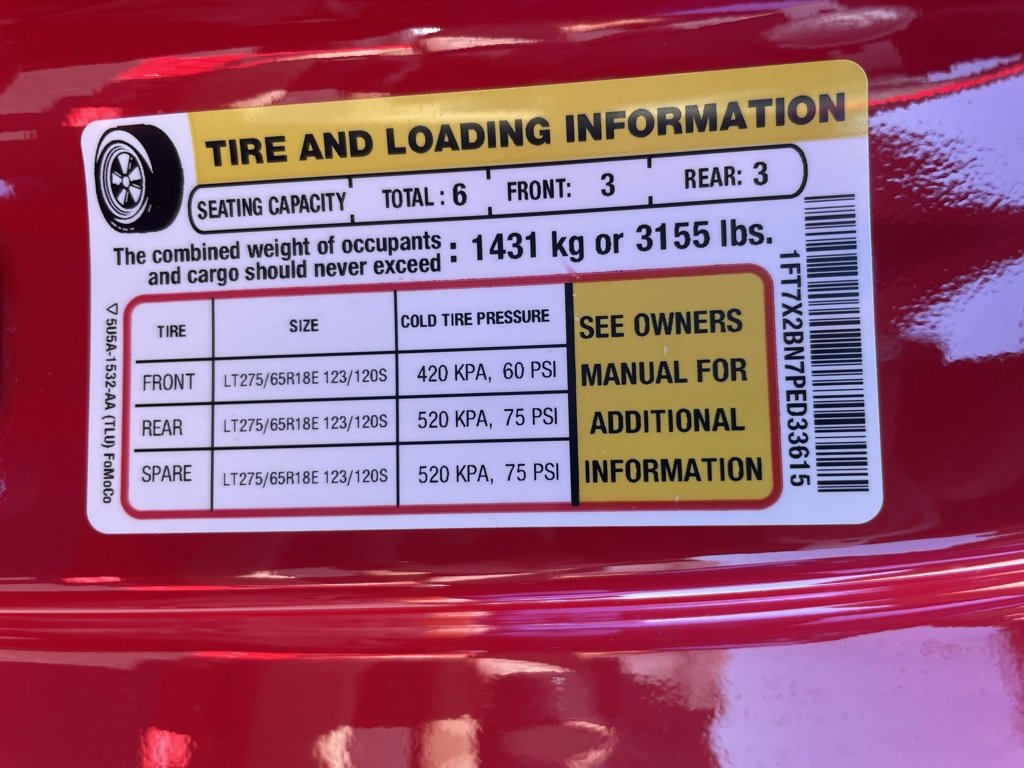 TIRE AND LOADING INFORMATION
SEATING CAPACITY TOTAL : 6 FRONT: 3 REAR: 3
The combined weight of occupants
and cargo should never exceed : 1431 kg or 3155 lbs.
TIRE SIZE COLD TIRE PRESSURE
FRONT LT275/65R18E 123/120S 420 KPA, 60 PSI
REAR LT275/65R18E 123/120S 520 KPA, 75 PSI
SPARE LT275/65R18E 123/120S 520 KPA, 75 PSI
SEE OWNERS
MANUAL FOR
ADDITIONAL
INFORMATION
5U5A-1532-AA (TLU) FoMoCo
1FT7X2BN7PED33615